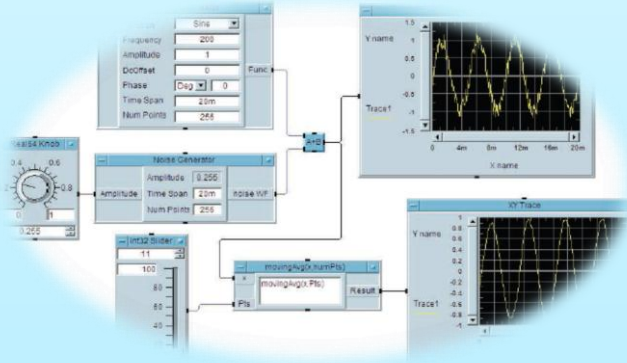 Sine
Frequency 200
Amplitude 1
DcOffset 0
Phase Deg 0
Time Span 20m
Num Points 256
Func
A+B
1.5
1
0.5
0
-0.5
-1
-1.5
Y name
Trace1
0 4m 8m 12m 16m 20m
X name
Real64 Knob
0.4 0.6
0.8
0 1
0.255
Noise Generator
Amplitude
Amplitude 0.255
Time Span 20m
Num Points 256
noise WF
Int32 Slider
11
100
80
60
40
movingAvg(x,numPts)
x
Pts
movingAvg(x,Pts)
Result
XY Trace
Y name
Trace1
1
0.8
0.6
0.4
0.2
0
-0.2
-0.4
-0.6
-0.8
-1